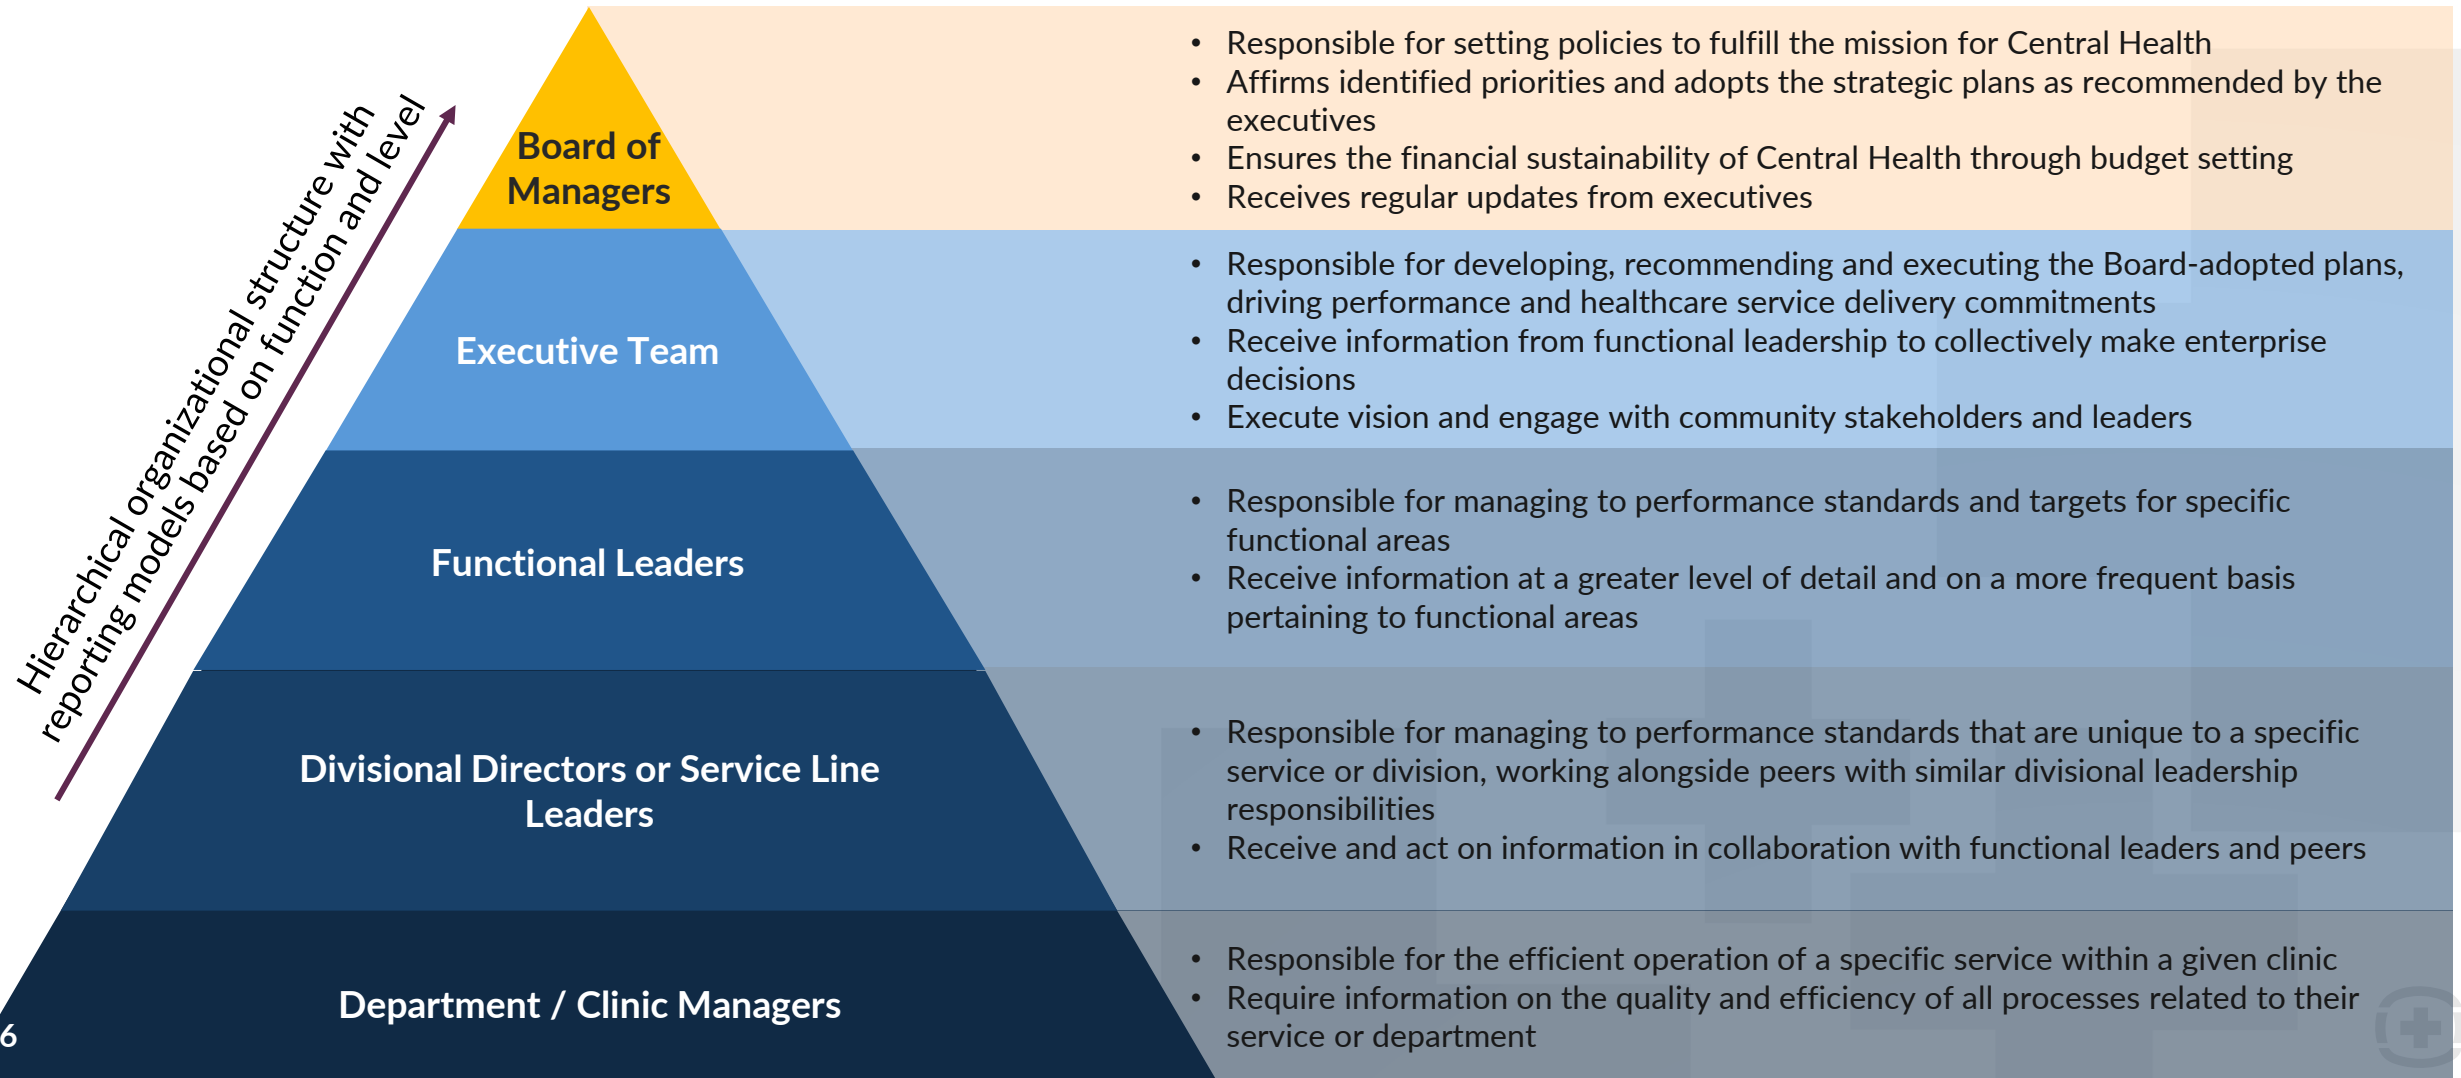 Hierarchical organizational structure with
reporting models based on function and level
Board of
Managers
• Responsible for setting policies to fulfill the mission for Central Health
• Affirms identified priorities and adopts the strategic plans as recommended by the
executives
• Ensures the financial sustainability of Central Health through budget setting
• Receives regular updates from executives
Executive Team
• Responsible for developing, recommending and executing the Board-adopted plans,
driving performance and healthcare service delivery commitments
• Receive information from functional leadership to collectively make enterprise
decisions
• Execute vision and engage with community stakeholders and leaders
Functional Leaders
• Responsible for managing to performance standards and targets for specific
functional areas
• Receive information at a greater level of detail and on a more frequent basis
pertaining to functional areas
Divisional Directors or Service Line
Leaders
• Responsible for managing to performance standards that are unique to a specific
service or division, working alongside peers with similar divisional leadership
responsibilities
• Receive and act on information in collaboration with functional leaders and peers
Department / Clinic Managers
• Responsible for the efficient operation of a specific service within a given clinic
• Require information on the quality and efficiency of all processes related to their
service or department
6